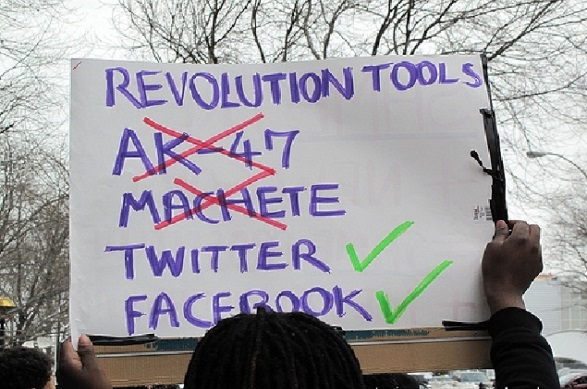 REVOLUTION TOOLS
AK-47
MACHETE
TWITTER
FACEBOOK